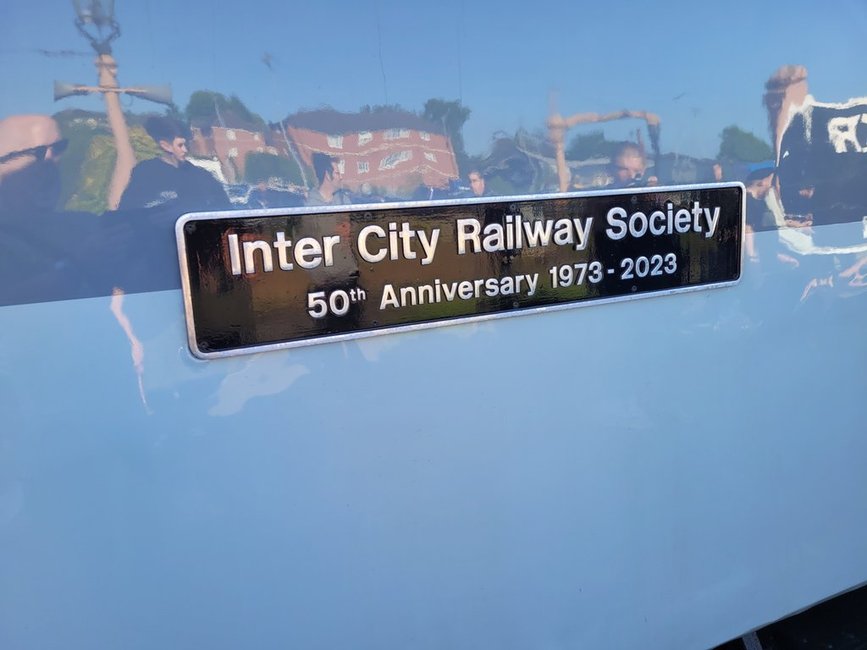 Inter City Railway Society
50th Anniversary 1973-2023